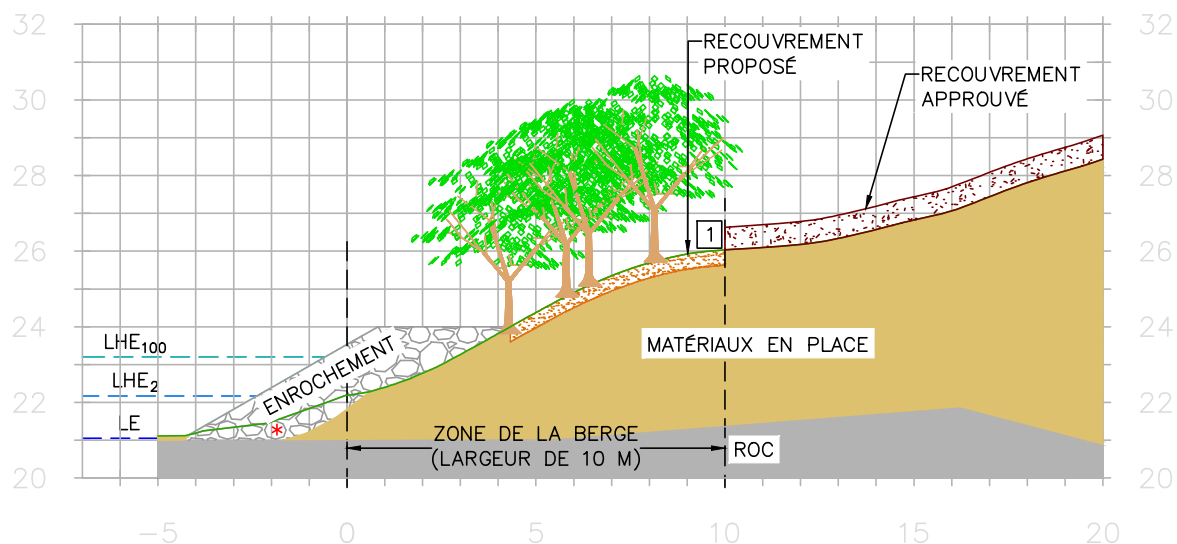 32
32
RECOUVREMENT
PROPOSÉ
RECOUVREMENT
APPROUVÉ
30
30
28
28
1
26
26
24
24
LHE100
MATÉRIAUX EN PLACE
ENROCHEMENT
LHE2
22
22
LE
*
ZONE DE LA BERGE
(LARGEUR DE 10 M)
ROC
20
20
-5
0
5
10
15
20